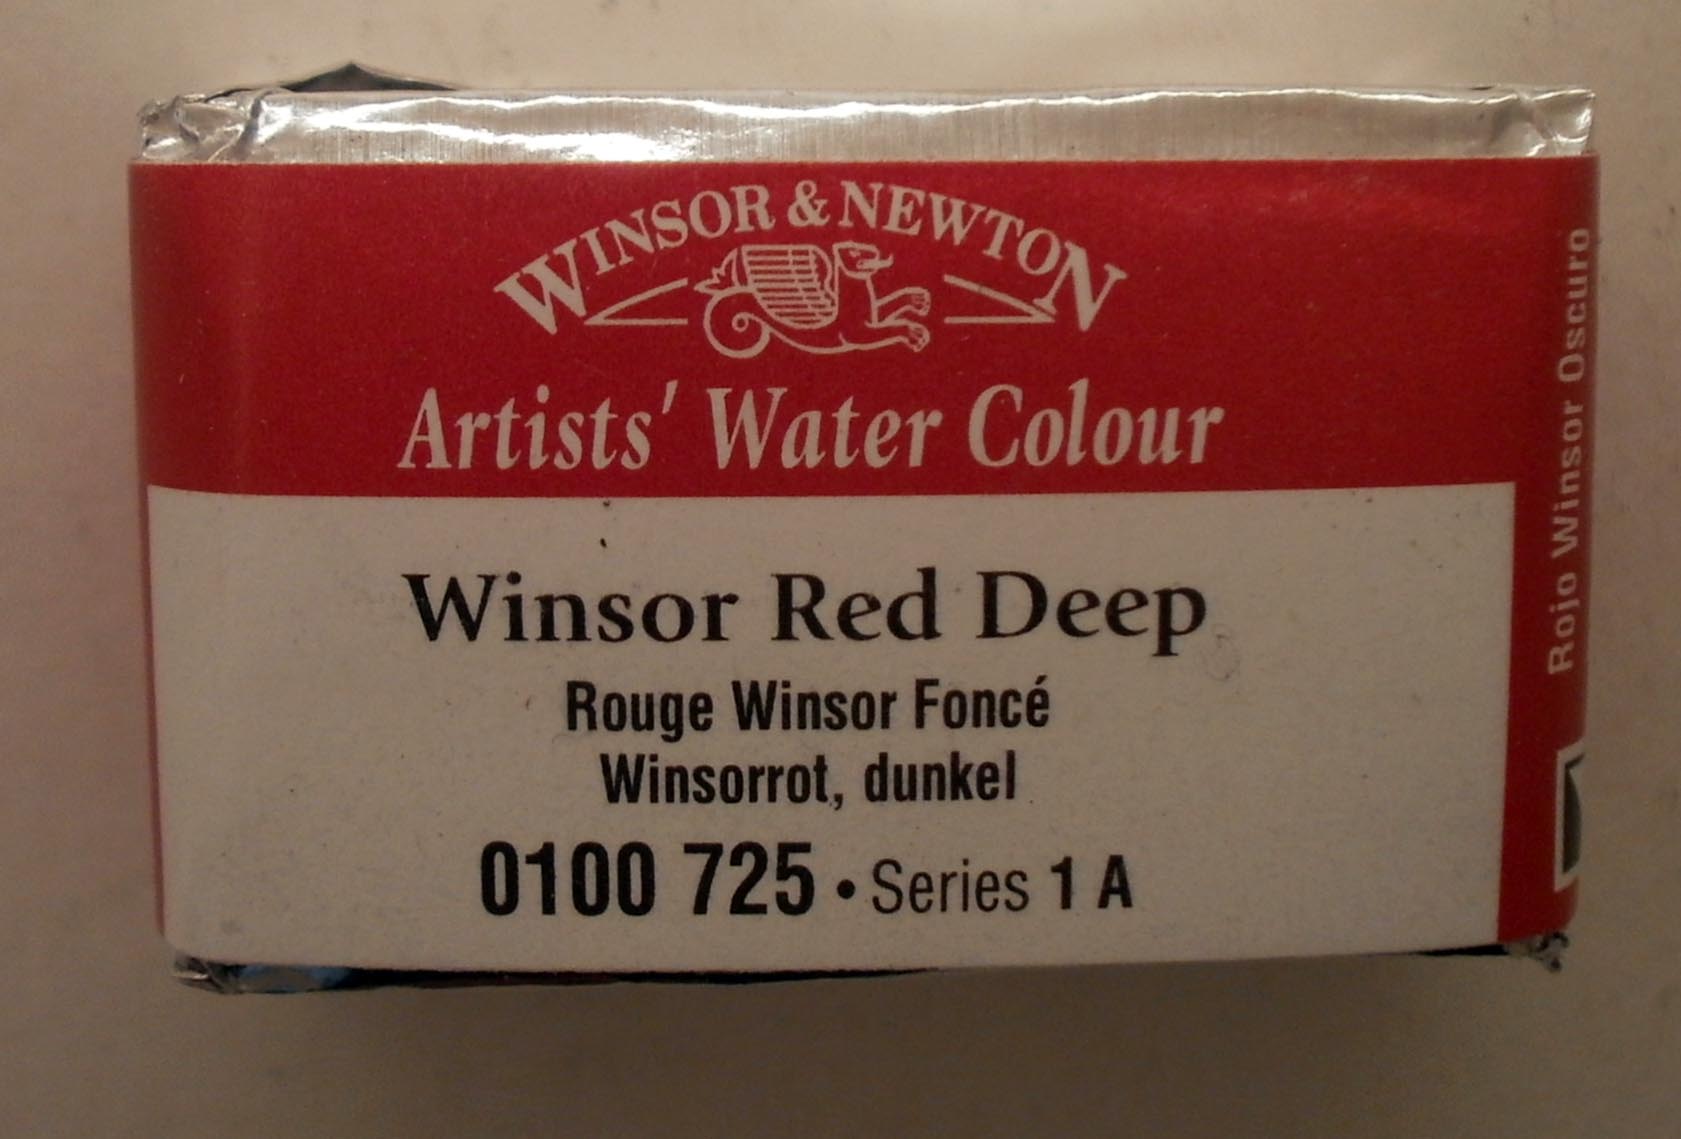 WINSOR & NEWTON
Artists' Water Colour
Winsor Red Deep
Rouge Winsor Foncé
Winsorrot, dunkel
0100 725 • Series 1 A
Rojo Winsor Oscuro